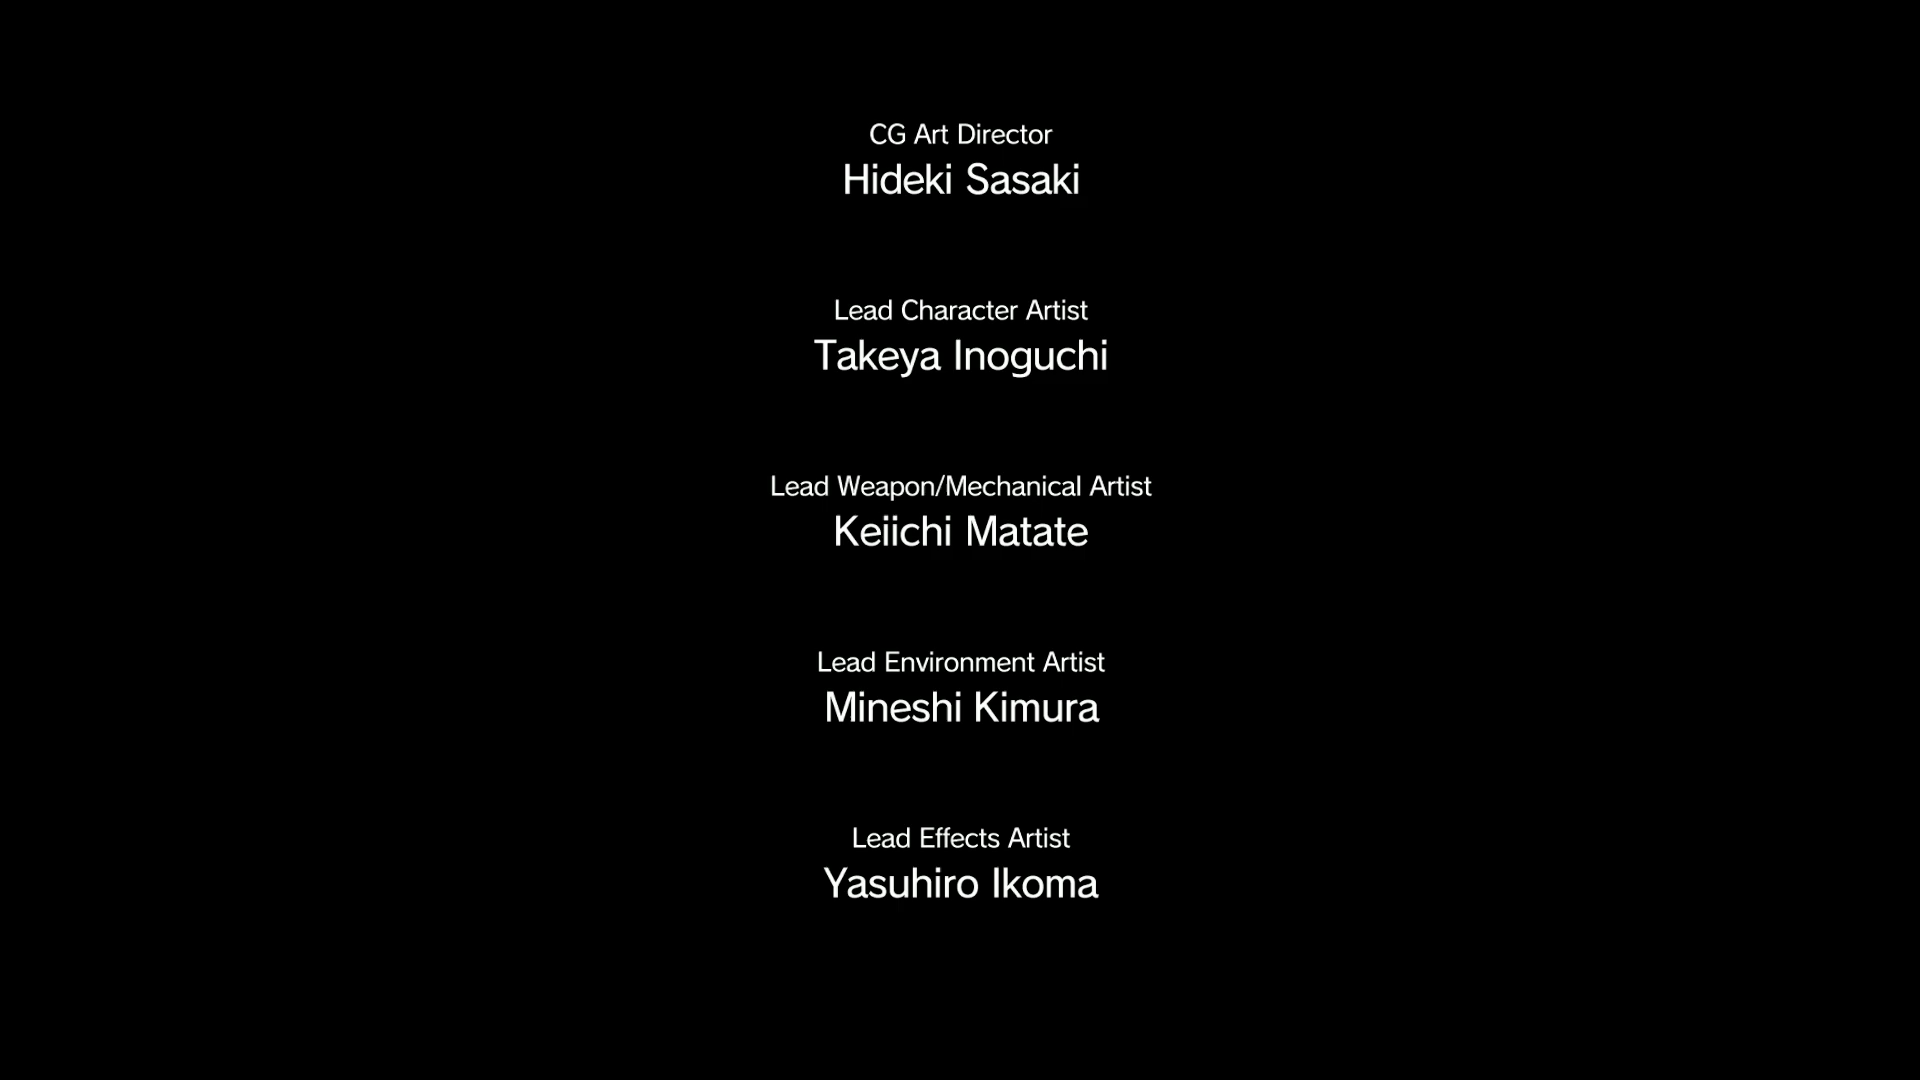 CG Art Director
Hideki Sasaki
Lead Character Artist
Takeya Inoguchi
Lead Weapon/Mechanical Artist
Keiichi Matate
Lead Environment Artist
Mineshi Kimura
Lead Effects Artist
Yasuhiro Ikoma